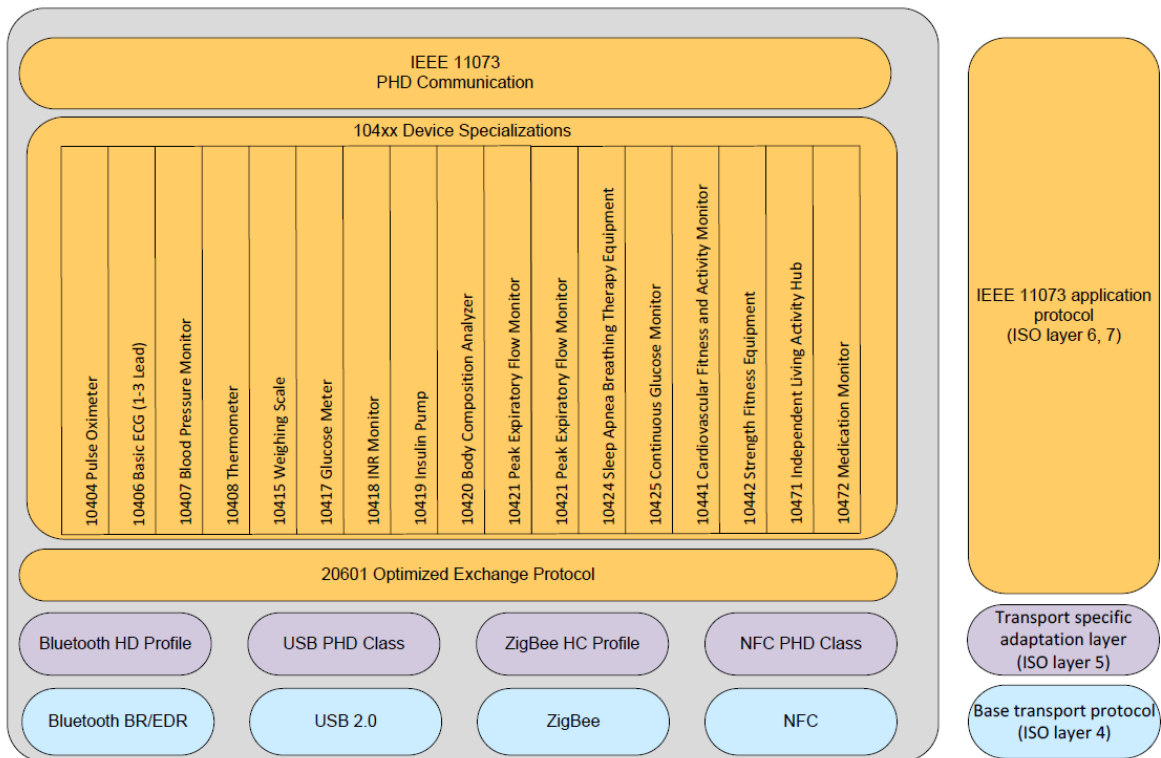 IEEE 11073
PHD Communication
104xx Device Specializations
10404 Pulse Oximeter
10406 Basic ECG (1-3 Lead)
10407 Blood Pressure Monitor
10408 Thermometer
10415 Weighing Scale
10417 Glucose Meter
10418 INR Monitor
10419 Insulin Pump
10420 Body Composition Analyzer
10421 Peak Expiratory Flow Monitor
10421 Peak Expiratory Flow Monitor
10424 Sleep Apnea Breathing Therapy Equipment
10425 Continuous Glucose Monitor
10441 Cardiovascular Fitness and Activity Monitor
10442 Strength Fitness Equipment
10471 Independent Living Activity Hub
10472 Medication Monitor
20601 Optimized Exchange Protocol
Bluetooth HD Profile
USB PHD Class
ZigBee HC Profile
NFC PHD Class
Bluetooth BR/EDR
USB 2.0
ZigBee
NFC
IEEE 11073 application
protocol
(ISO layer 6, 7)
Transport specific
adaptation layer
(ISO layer 5)
Base transport protocol
(ISO layer 4)